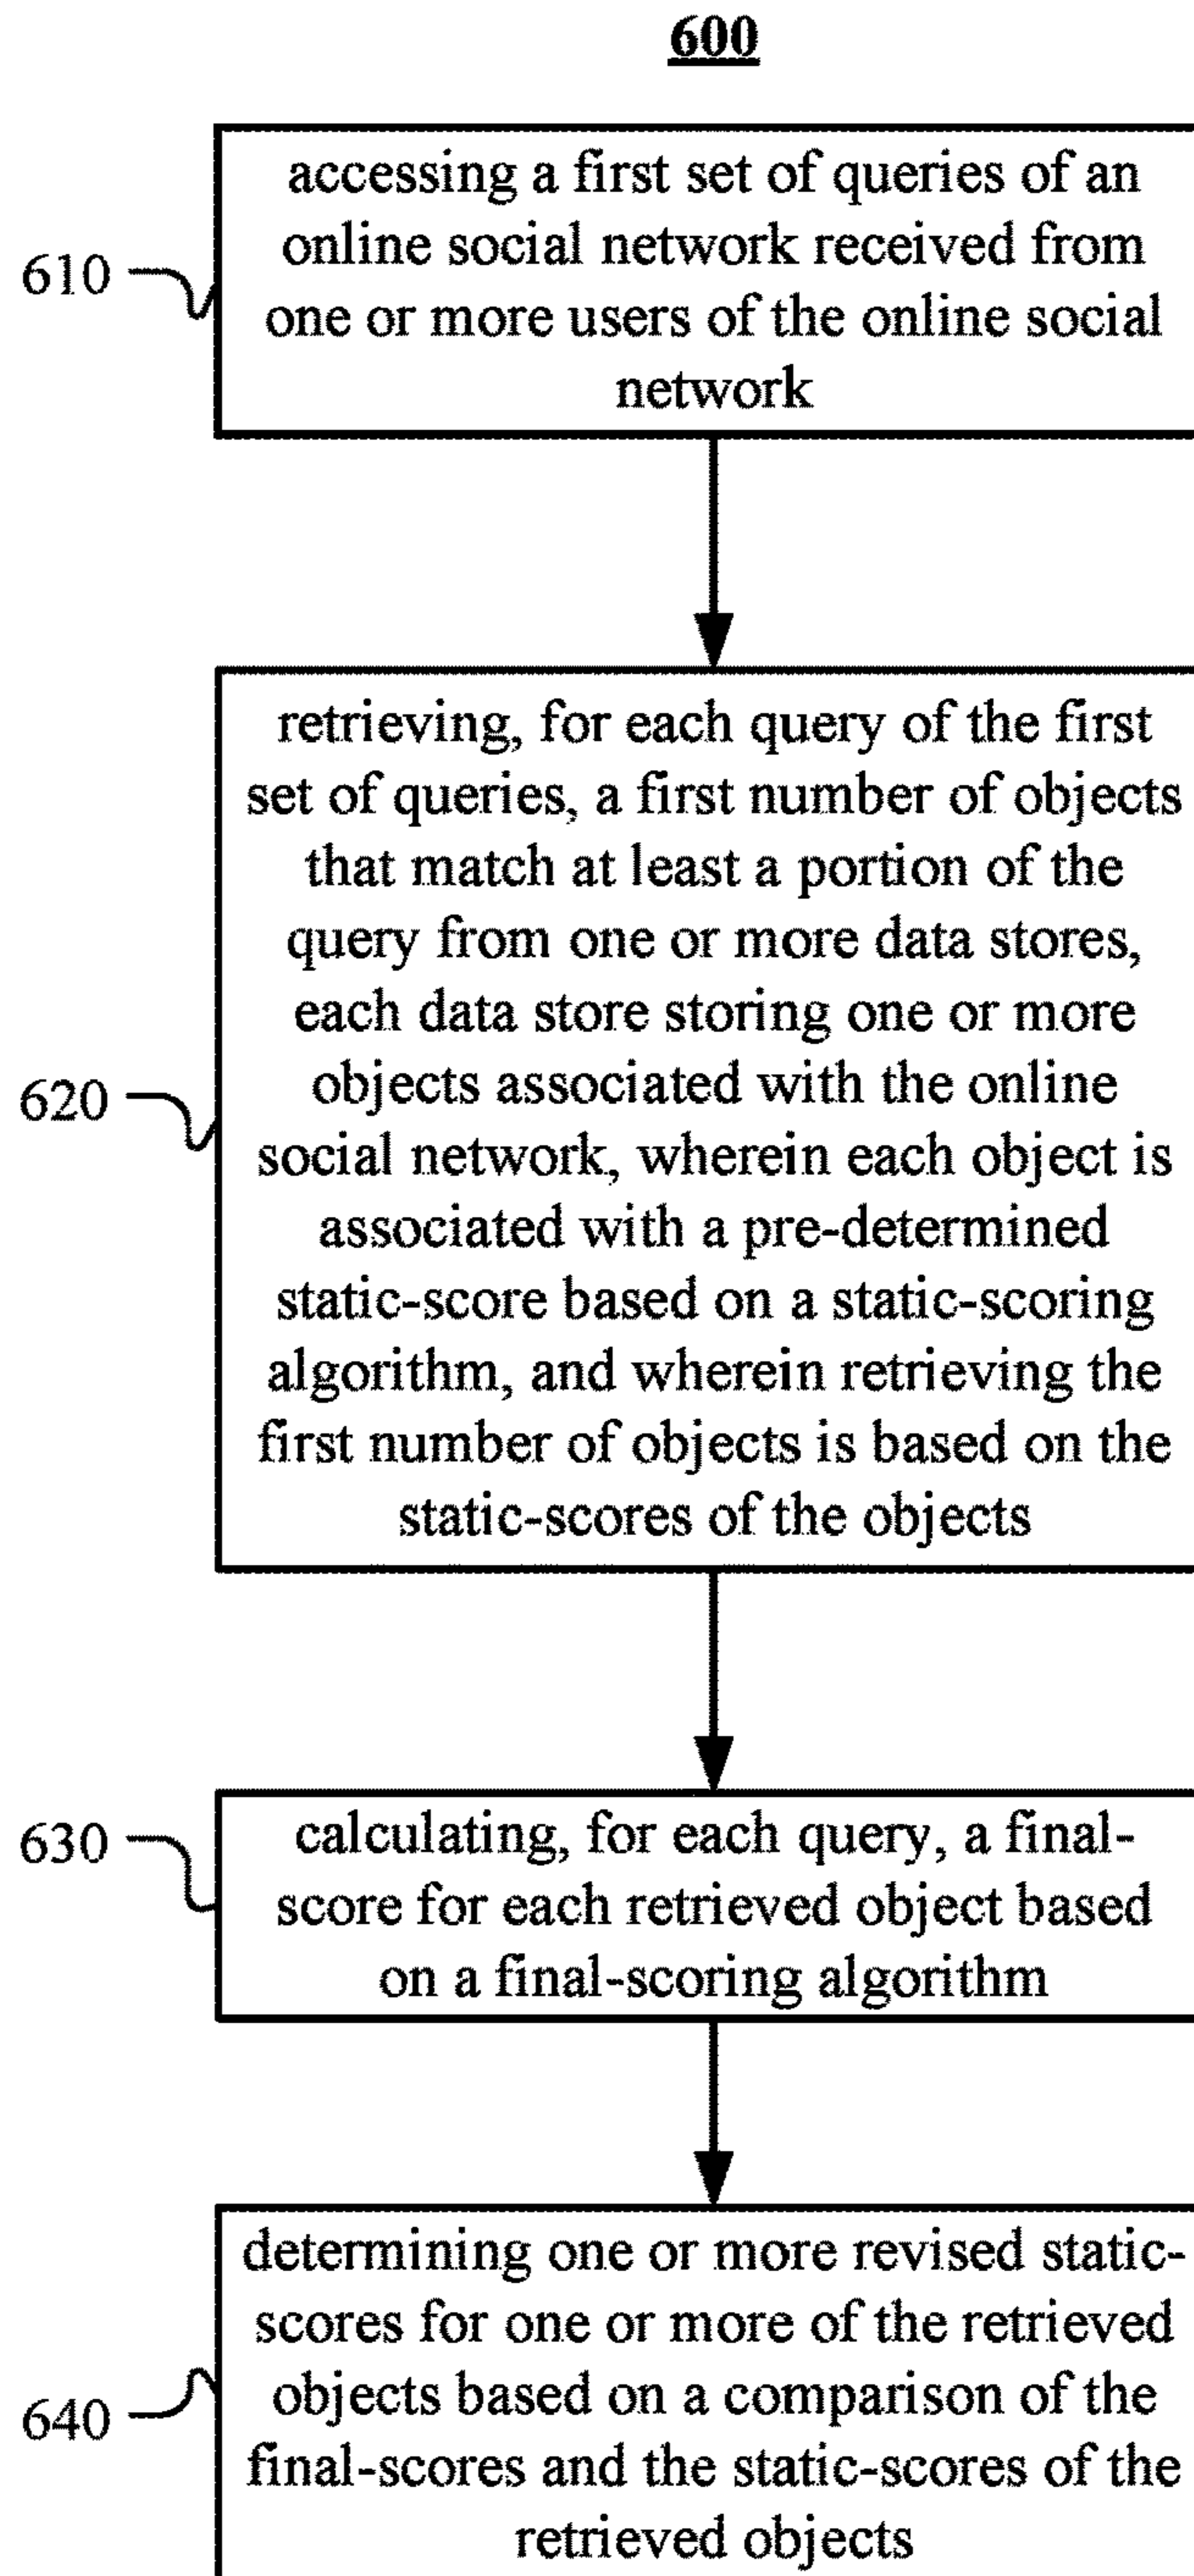 600
accessing a first set of queries of an
online social network received from
one or more users of the online social
network
610
retrieving, for each query of the first
set of queries, a first number of objects
that match at least a portion of the
query from one or more data stores,
each data store storing one or more
objects associated with the online
social network, wherein each object is
associated with a pre-determined
static-score based on a static-scoring
algorithm, and wherein retrieving the
first number of objects is based on the
static-scores of the objects
620
calculating, for each query, a final-
score for each retrieved object based
on a final-scoring algorithm
630
determining one or more revised static-
scores for one or more of the retrieved
objects based on a comparison of the
final-scores and the static-scores of the
retrieved objects
640